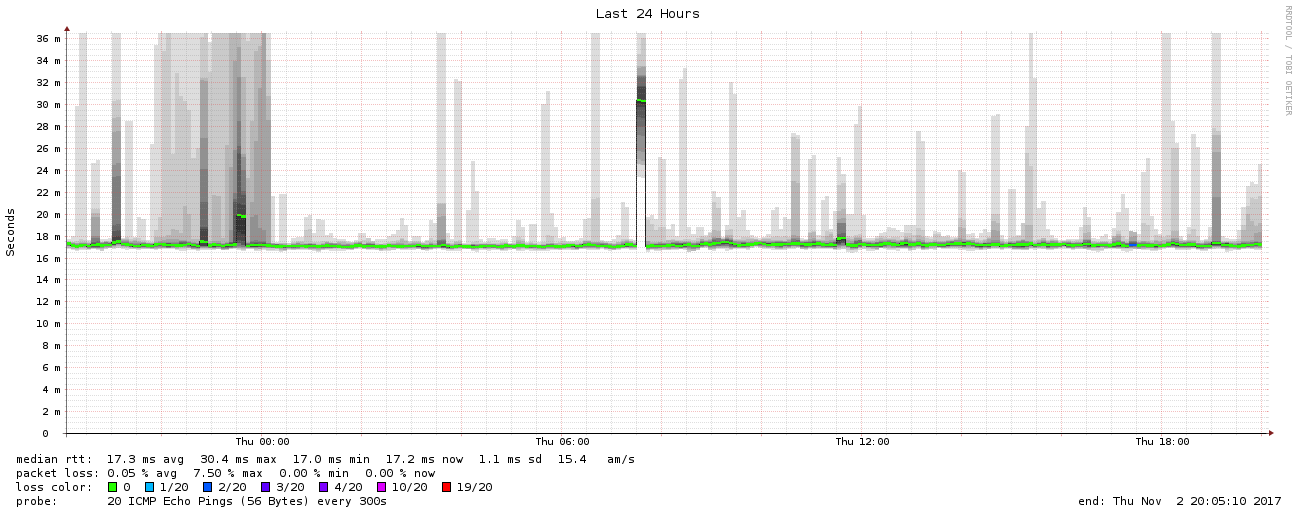 Last 24 Hours
RRDTOOL / TOBI OETIKER
Seconds
36 m
34 m
32 m
30 m
28 m
26 m
24 m
22 m
20 m
18 m
16 m
14 m
12 m
10 m
8 m
6 m
4 m
2 m
0
Thu 00:00 Thu 06:00 Thu 12:00 Thu 18:00
median rtt: 17.3 ms avg 30.4 ms max 17.0 ms min 17.2 ms now 1.1 ms sd 15.4 am/s
packet loss: 0.05 % avg 7.50 % max 0.00 % min 0.00 % now
loss color: 0 1/20 2/20 3/20 4/20 10/20 19/20
probe: 20 ICMP Echo Pings (56 Bytes) every 300s end: Thu Nov 2 20:05:10 2017